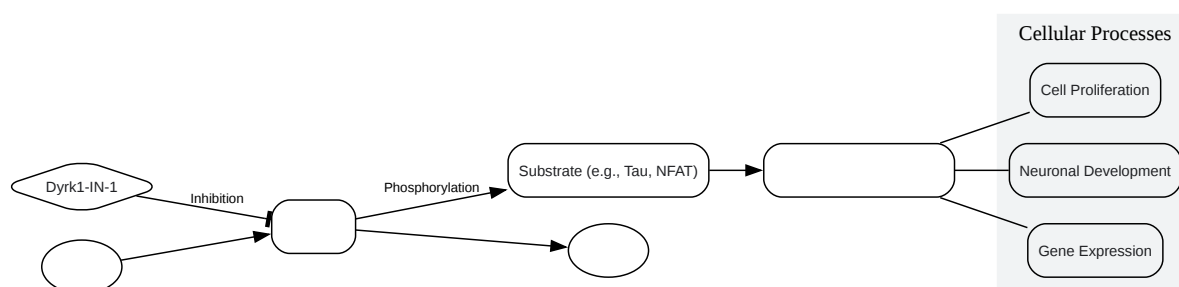 Cellular Processes
Cell Proliferation
Dyrk1-IN-1
Inhibition
Phosphorylation
Substrate (e.g., Tau, NFAT)
Neuronal Development
Gene Expression